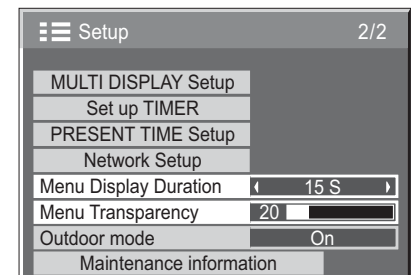 Setup 2/2
MULTI DISPLAY Setup
Set up TIMER
PRESENT TIME Setup
Network Setup
Menu Display Duration 15 S
Menu Transparency 20
Outdoor mode On
Maintenance information